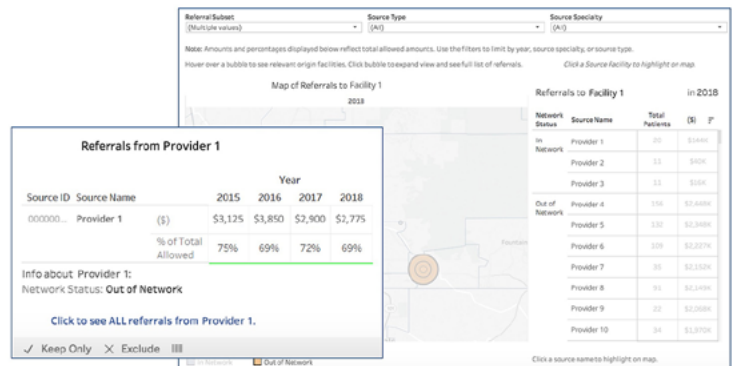 Referral Subset
Source Type
Source Specialty
(Multiple values)
(All)
(All)
Note: Amounts and percentages displayed below reflect total allowed amounts. Use the filters to limit by year, source specialty, or source type.
Hover over a bubble to see relevant origin facilities. Click bubble to expand view and see full list of referrals.
Click a Source Facility to highlight on map.
Map of Referrals to Facility 1
2018
Referrals to Facility 1 in 2018
Network Status
Source Name
Total Patients
($)
In Network
Provider 1
$144K
Provider 2 11 $40K
Provider 3 11 $16K
Out of Network
Provider 4
Provider 5
Provider 6
Provider 7
Provider 8
Provider 9 22
Provider 10
Fountain
In Network
Out of Network
Click a source name to highlight on map.
Referrals from Provider 1
Year
Source ID Source Name 2015 2016 2017 2018
000000... Provider 1 ($) $3,125 $3,850 $2,900 $2,775
% of Total Allowed 75% 69% 72% 69%
Info about Provider 1:
Network Status: Out of Network
Click to see ALL referrals from Provider 1.
Keep Only Exclude